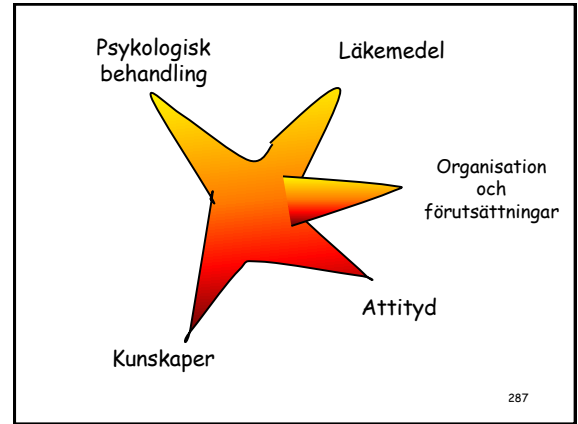 Psykologisk
behandling
Läkemedel
Organisation
och
förutsättningar
Attityd
Kunskaper
287